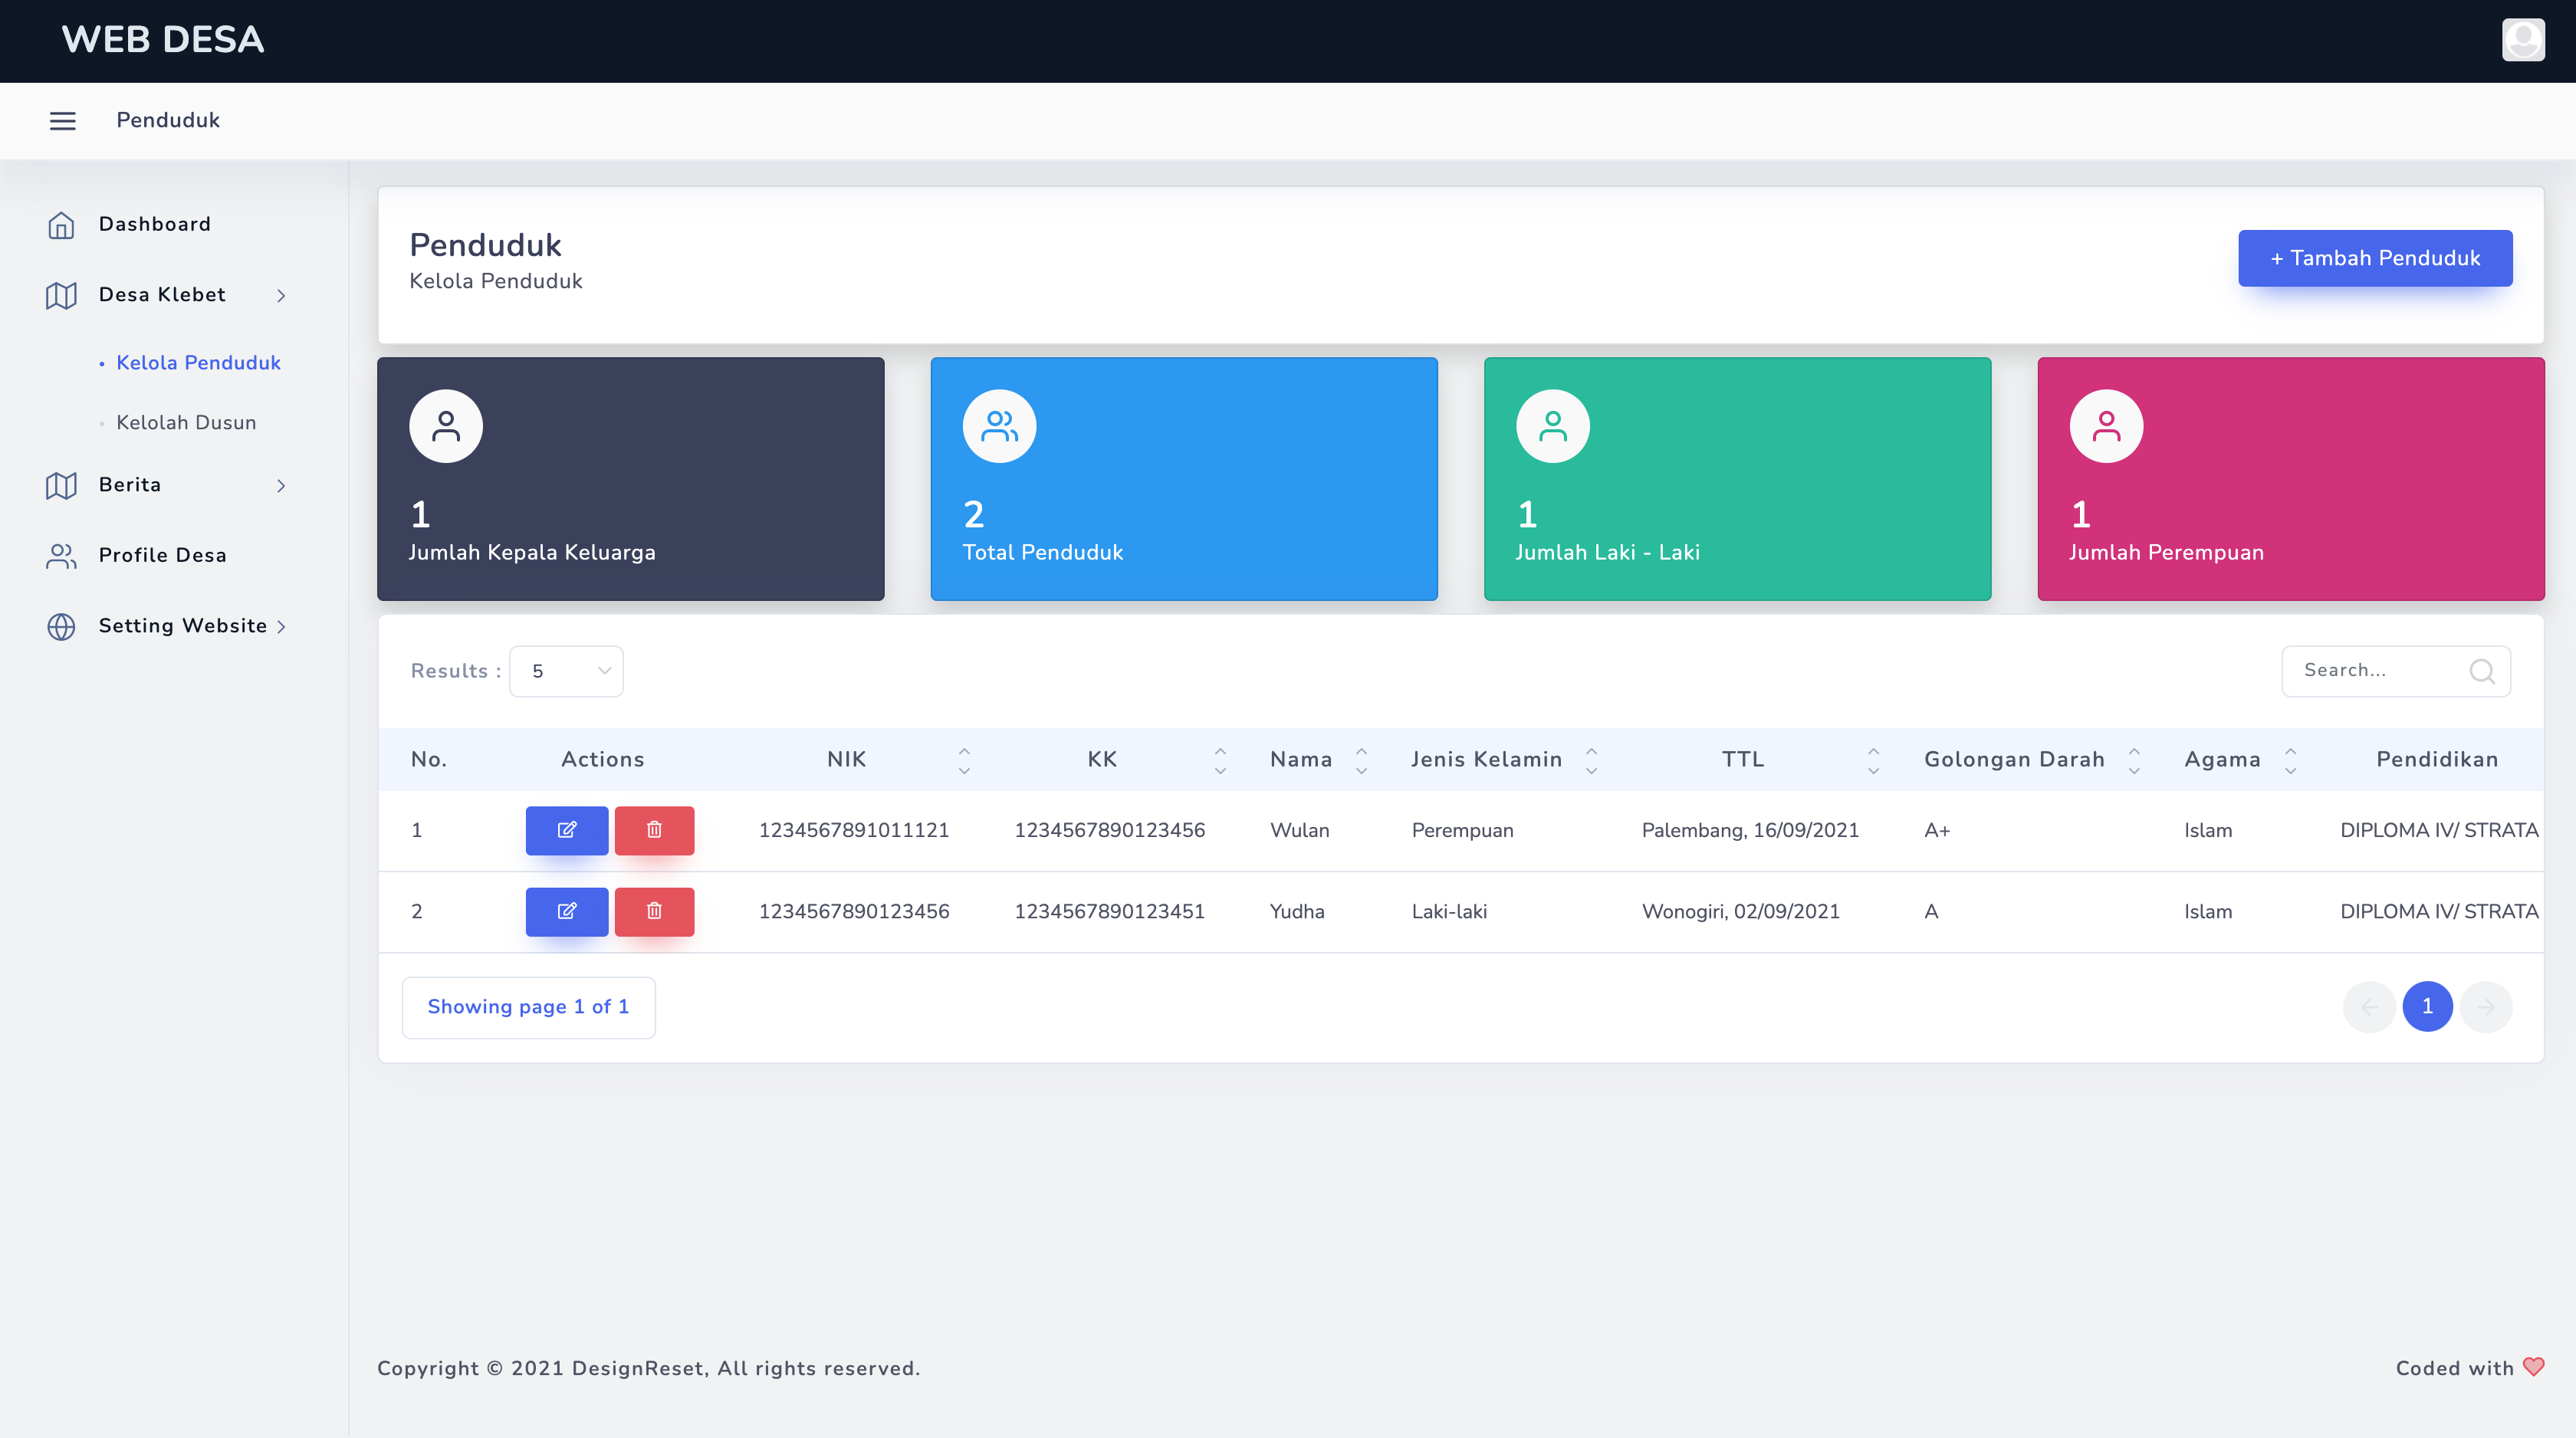 WEB DESA
Penduduk
Dashboard
Desa Klebet
Kelola Penduduk
Kelolah Dusun
Berita
Profile Desa
Setting Website
Penduduk
Kelola Penduduk
+ Tambah Penduduk
1
Jumlah Kepala Keluarga
2
Total Penduduk
1
Jumlah Laki - Laki
1
Jumlah Perempuan
Results : 5
Search...
No. Actions NIK KK Nama Jenis Kelamin TTL Golongan Darah Agama Pendidikan
1 1234567891011121 1234567890123456 Wulan Perempuan Palembang, 16/09/2021 A+ Islam DIPLOMA IV/ STRATA
2 1234567890123456 1234567890123451 Yudha Laki-laki Wonogiri, 02/09/2021 A Islam DIPLOMA IV/ STRATA
Showing page 1 of 1
1
Copyright © 2021 DesignReset, All rights reserved.
Coded with